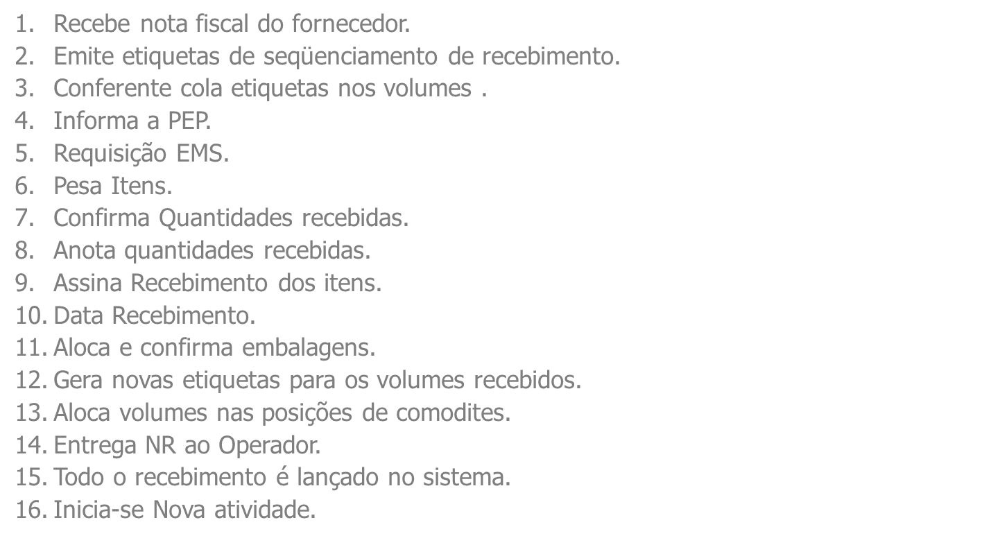 1. Recebe nota fiscal do fornecedor.
2. Emite etiquetas de seqüenciamento de recebimento.
3. Conferente cola etiquetas nos volumes .
4. Informa a PEP.
5. Requisição EMS.
6. Pesa Itens.
7. Confirma Quantidades recebidas.
8. Anota quantidades recebidas.
9. Assina Recebimento dos itens.
10. Data Recebimento.
11. Aloca e confirma embalagens.
12. Gera novas etiquetas para os volumes recebidos.
13. Aloca volumes nas posições de comodites.
14. Entrega NR ao Operador.
15. Todo o recebimento é lançado no sistema.
16. Inicia-se Nova atividade.